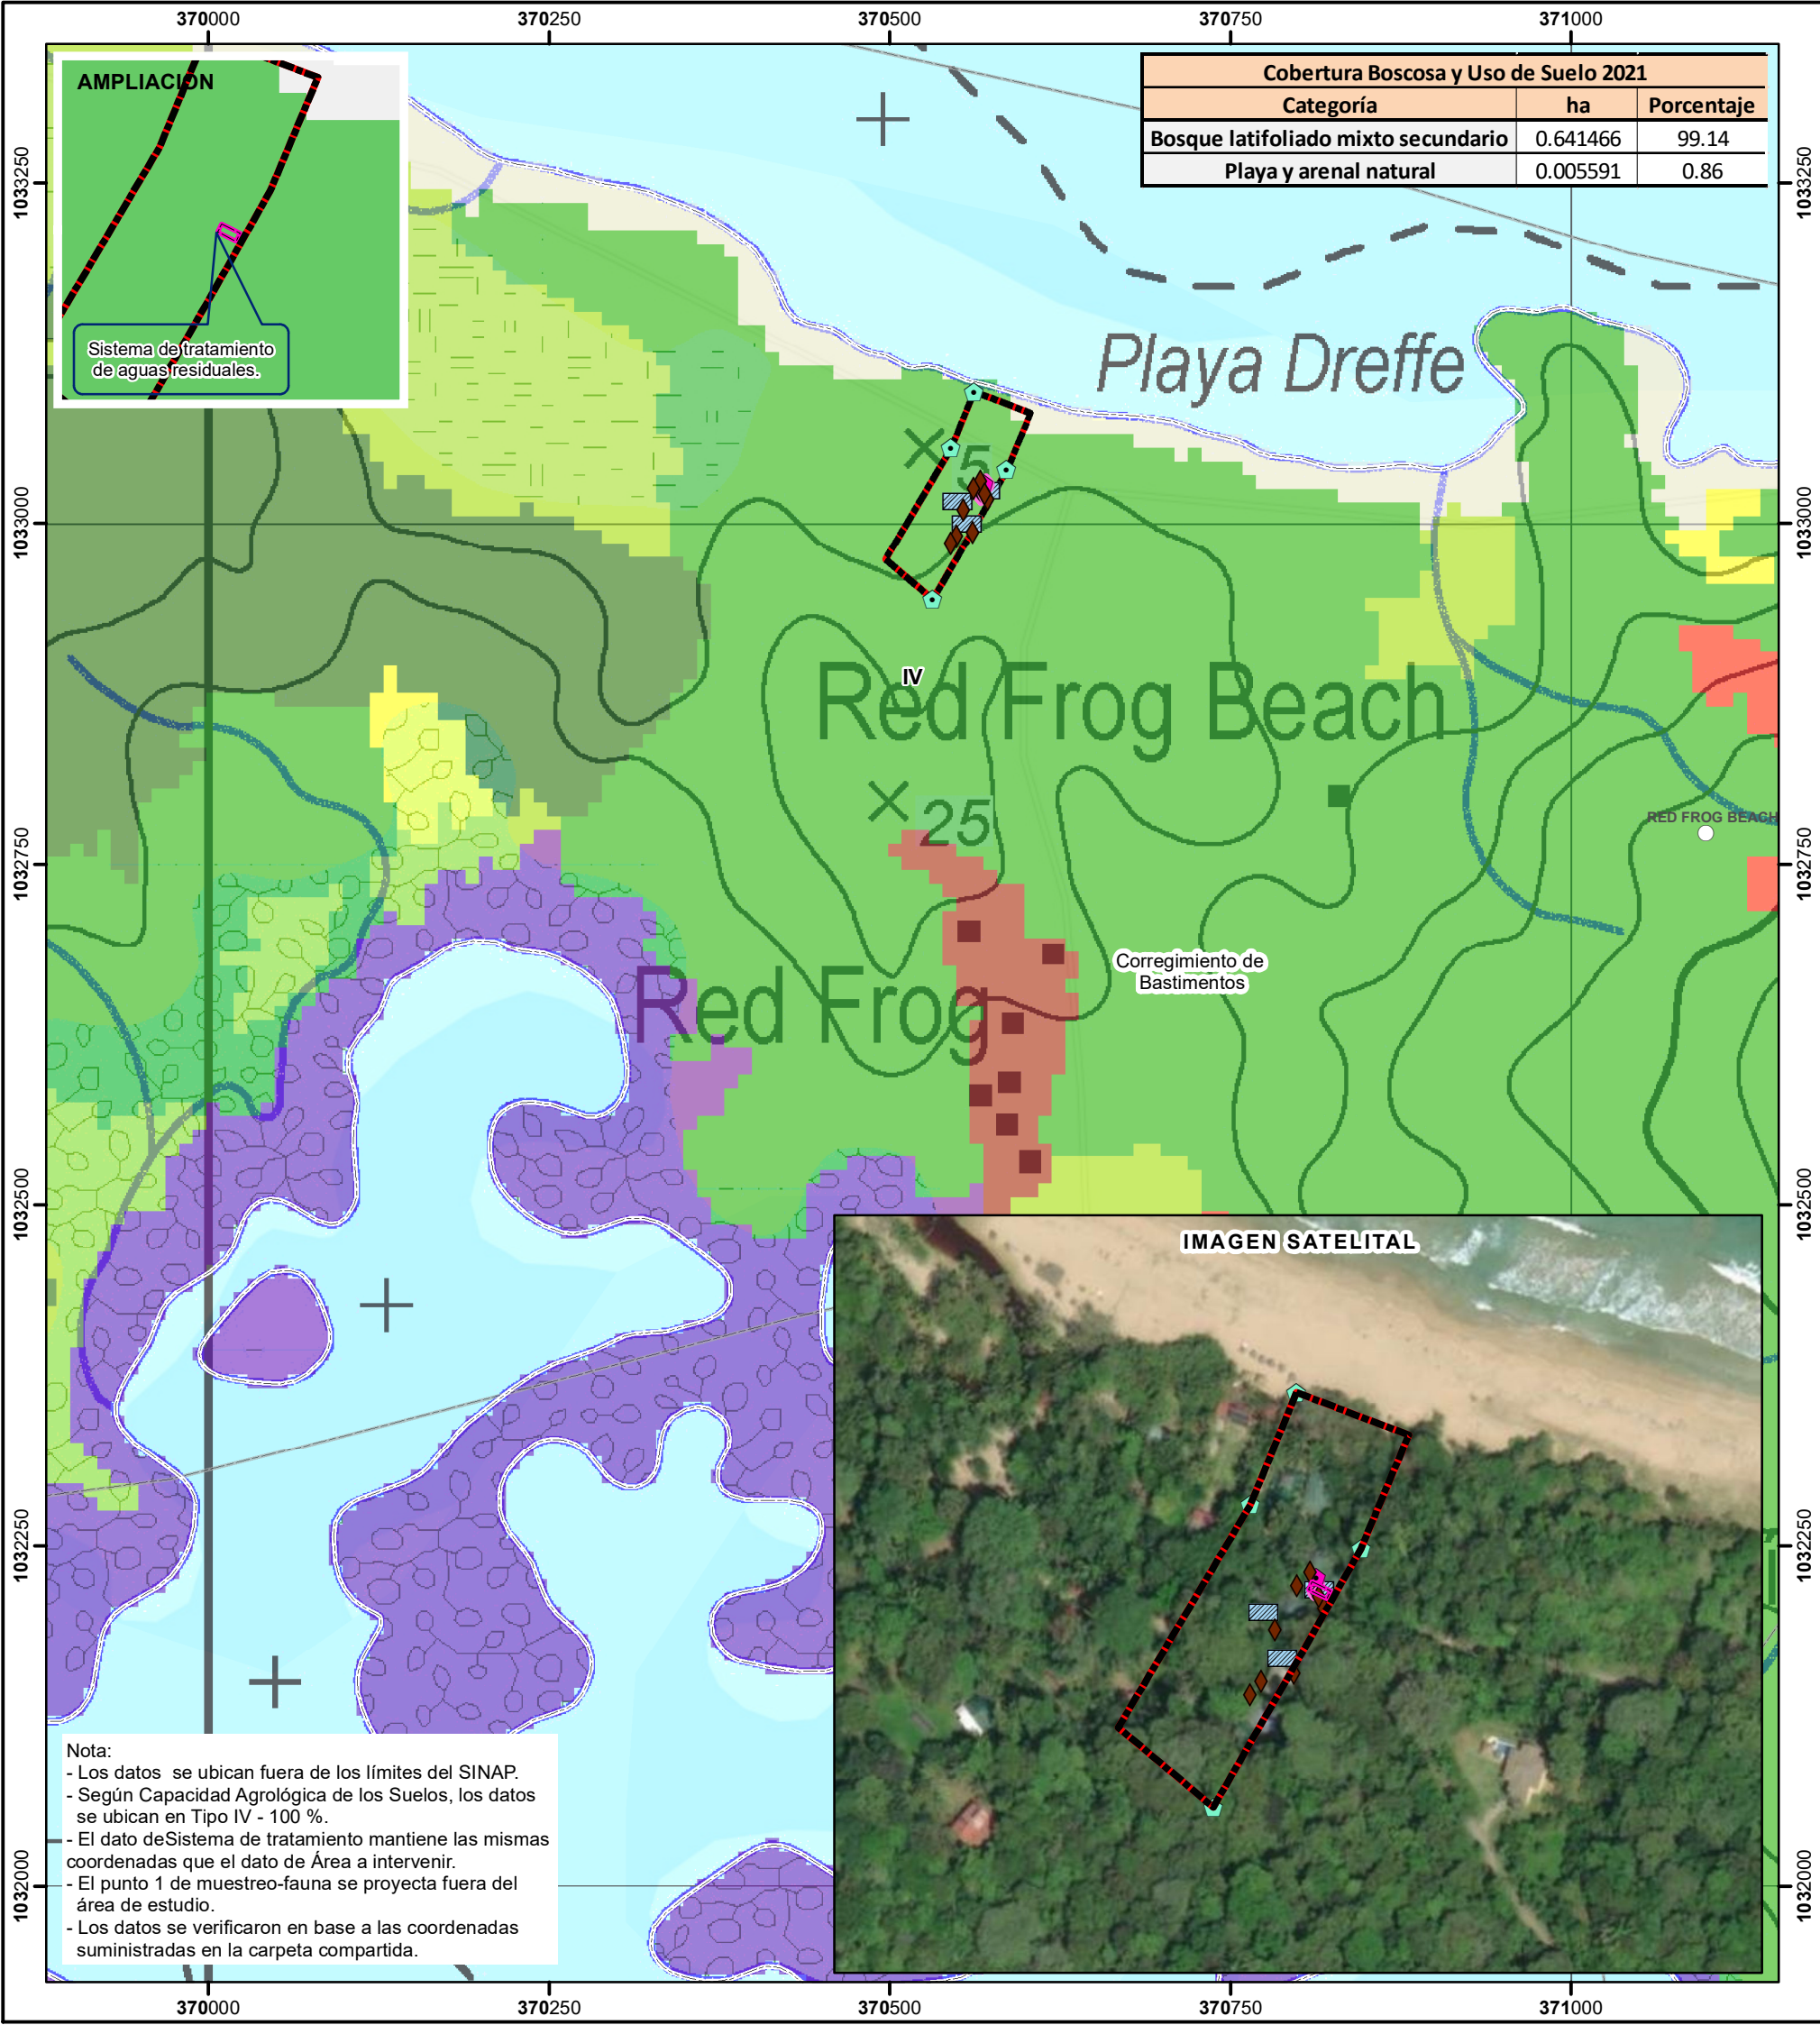 370000 370250 370500 370750 371000
AMPLIACIÓN
Sistema de tratamiento
de aguas residuales.
Cobertura Boscosa y Uso de Suelo 2021
Categoría ha Porcentaje
Bosque latifoliado mixto secundario 0.641466 99.14
Playa y arenal natural 0.005591 0.86
1033250 1033250
Playa Dreffe
5
1033000 1033000
IV
Red Frog Beach
25
RED FROG BEACH
1032750 1032750
Corregimiento de
Bastimentos
Red Frog
1032500 1032500
IMAGEN SATELITAL
1032250 1032250
Nota:
- Los datos se ubican fuera de los límites del SINAP.
- Según Capacidad Agrológica de los Suelos, los datos
se ubican en Tipo IV - 100 %.
- El dato deSistema de tratamiento mantiene las mismas
coordenadas que el dato de Área a intervenir.
- El punto 1 de muestreo-fauna se proyecta fuera del
área de estudio.
- Los datos se verificaron en base a las coordenadas
suministradas en la carpeta compartida.
1032000 1032000
370000 370250 370500 370750 371000